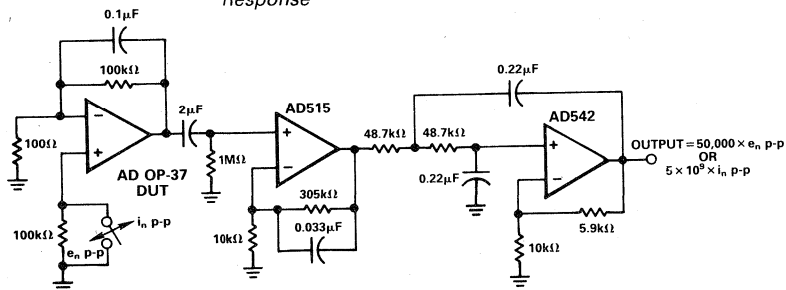 Response
0.1μF
100kΩ
100Ω
−
+
AD OP-37
DUT
100kΩ
in p-p
en p-p
2μF
1MΩ
AD515
+
−
305kΩ
0.033μF
10kΩ
48.7kΩ
48.7kΩ
0.22μF
0.22μF
AD542
+
−
5.9kΩ
10kΩ
OUTPUT=50,000 × en p-p
OR
5 × 10⁹ × in p-p